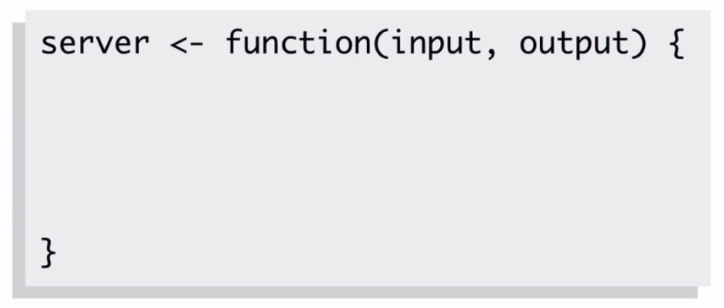 server <- function(input, output) {
}